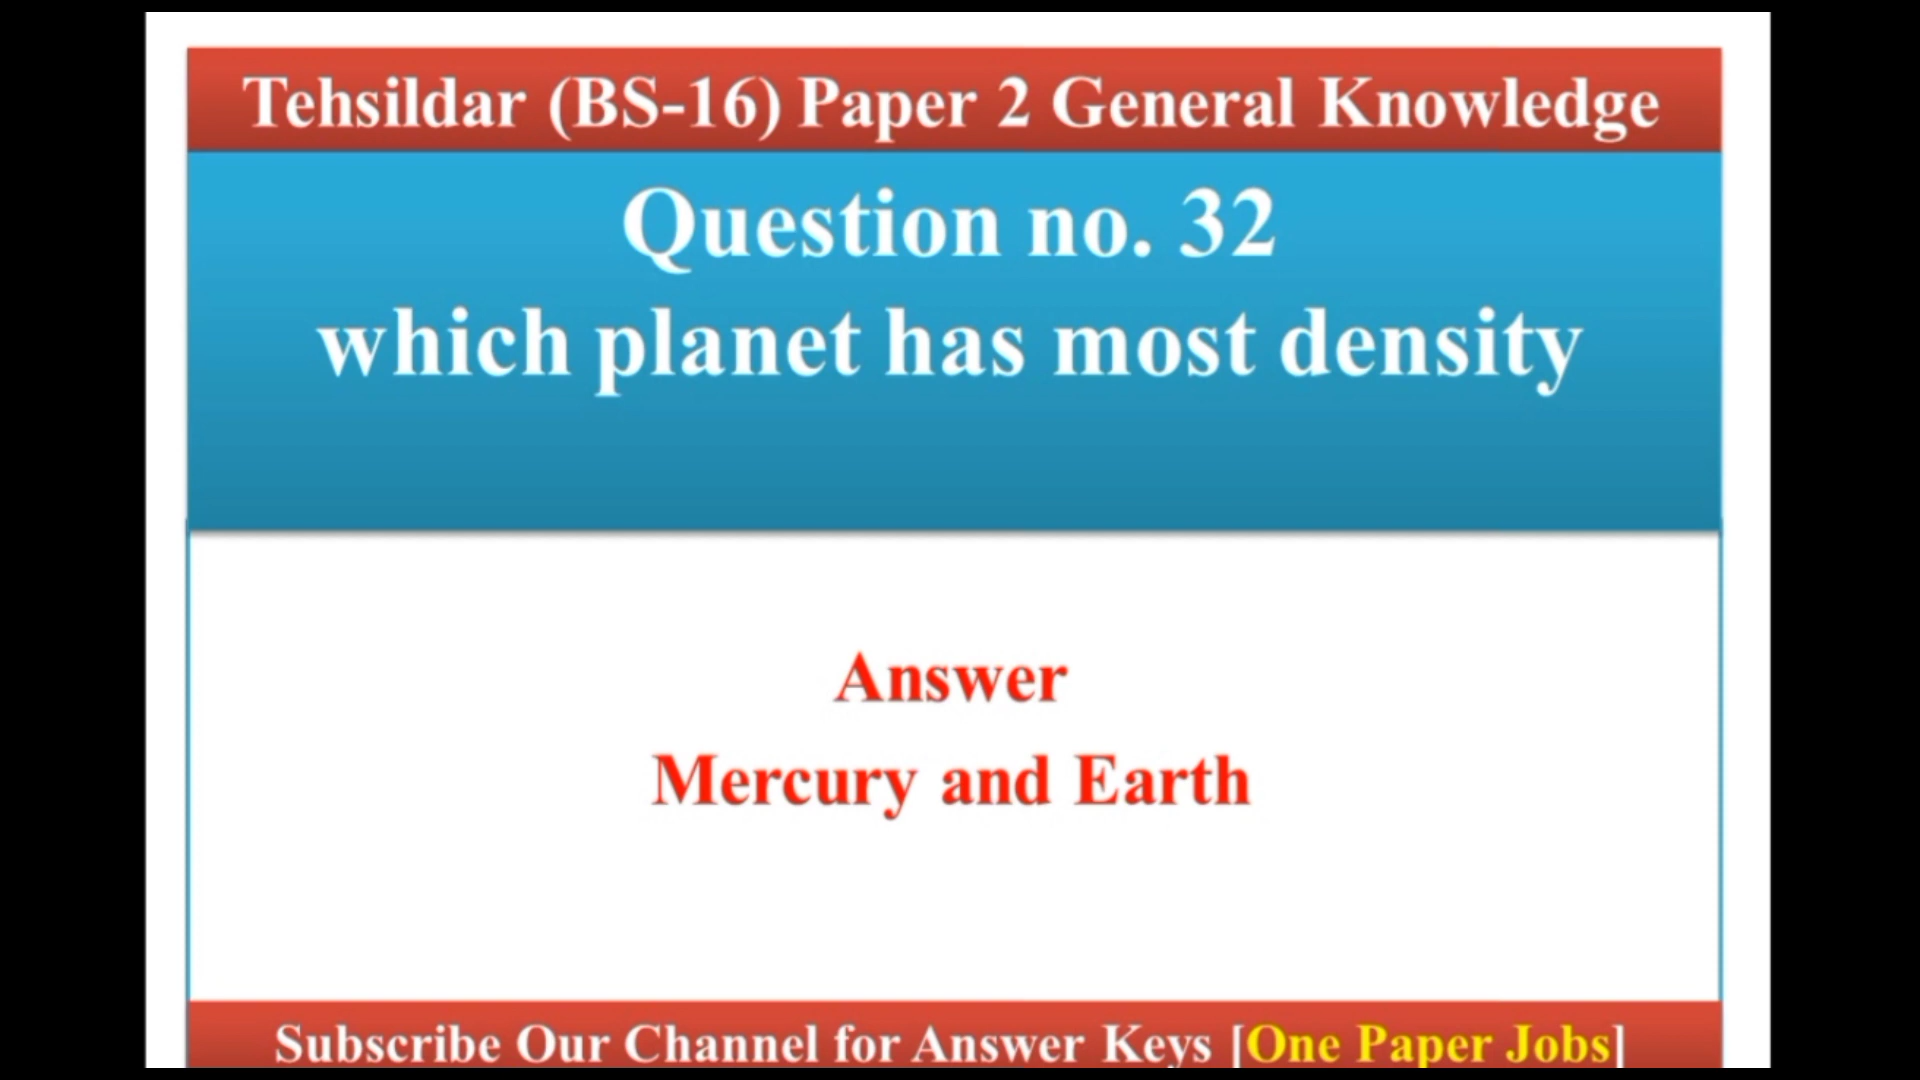 Tehsildar (BS-16) Paper 2 General Knowledge
Question no. 32
which planet has most density
Answer
Mercury and Earth
Subscribe Our Channel for Answer Keys [One Paper Jobs]